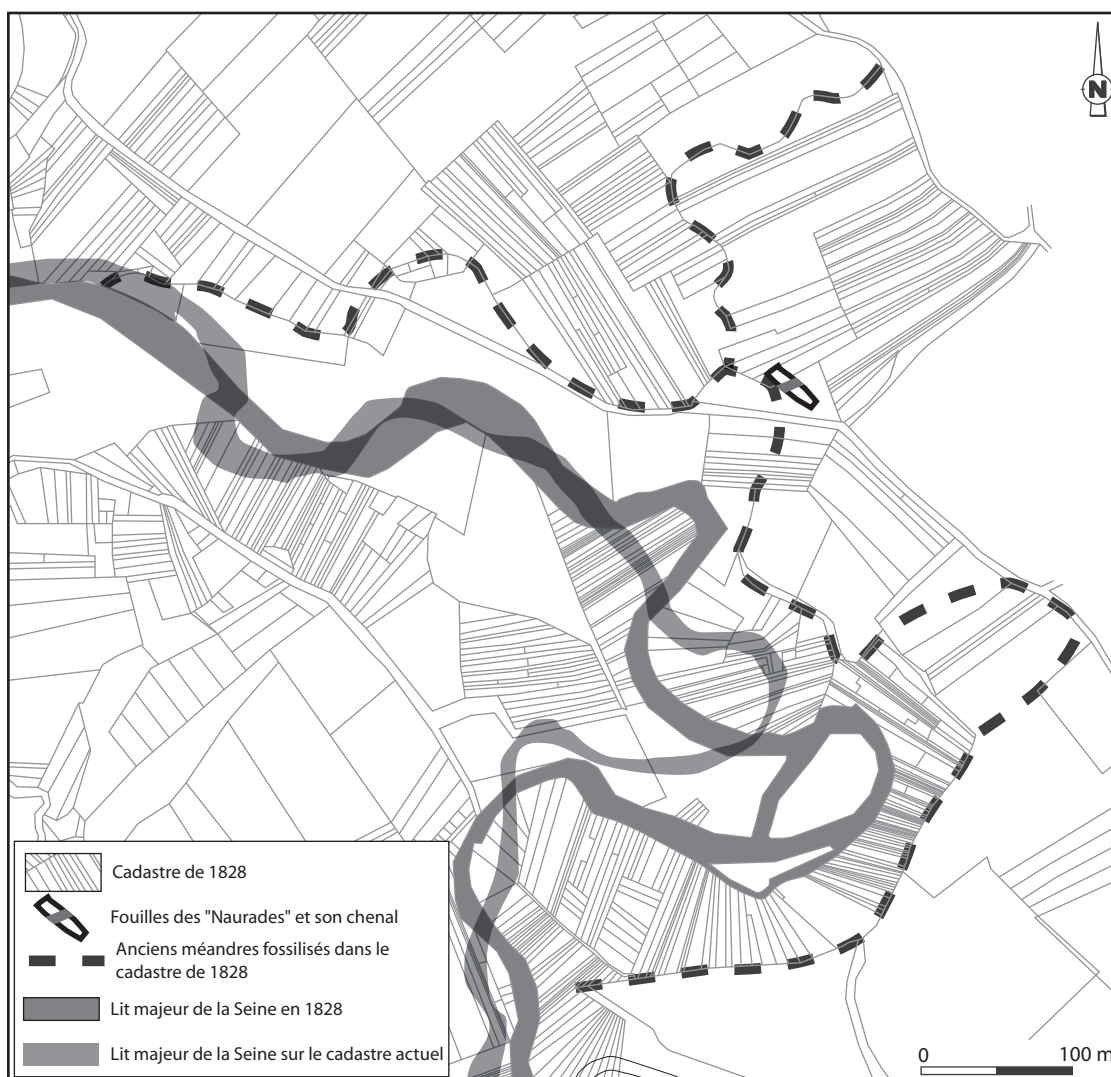 N
Cadastre de 1828
Fouilles des "Naurades" et son chenal
Anciens méandres fossilisés dans le
cadastre de 1828
Lit majeur de la Seine en 1828
Lit majeur de la Seine sur le cadastre actuel
0 100 m